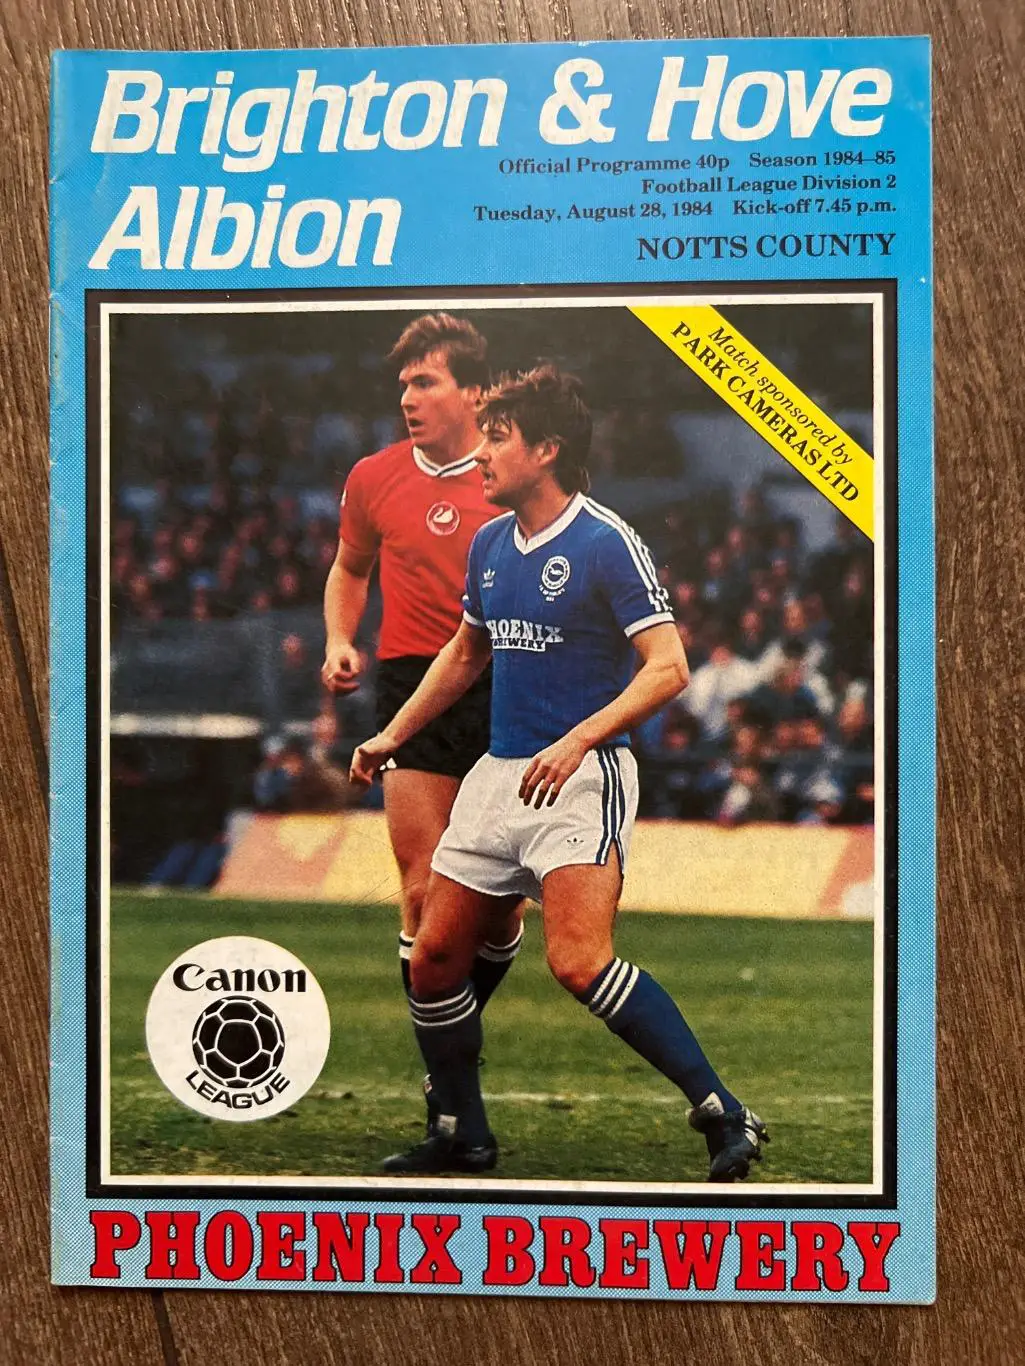 Brighton & Hove
Albion
Official Programme 40p Season 1984–85
Football League Division 2
Tuesday, August 28, 1984 Kick-off 7.45 p.m.
NOTTS COUNTY
Match sponsored by
PARK CAMERAS LTD
PHOENIX
BREWERY
Canon
LEAGUE
PHOENIX BREWERY